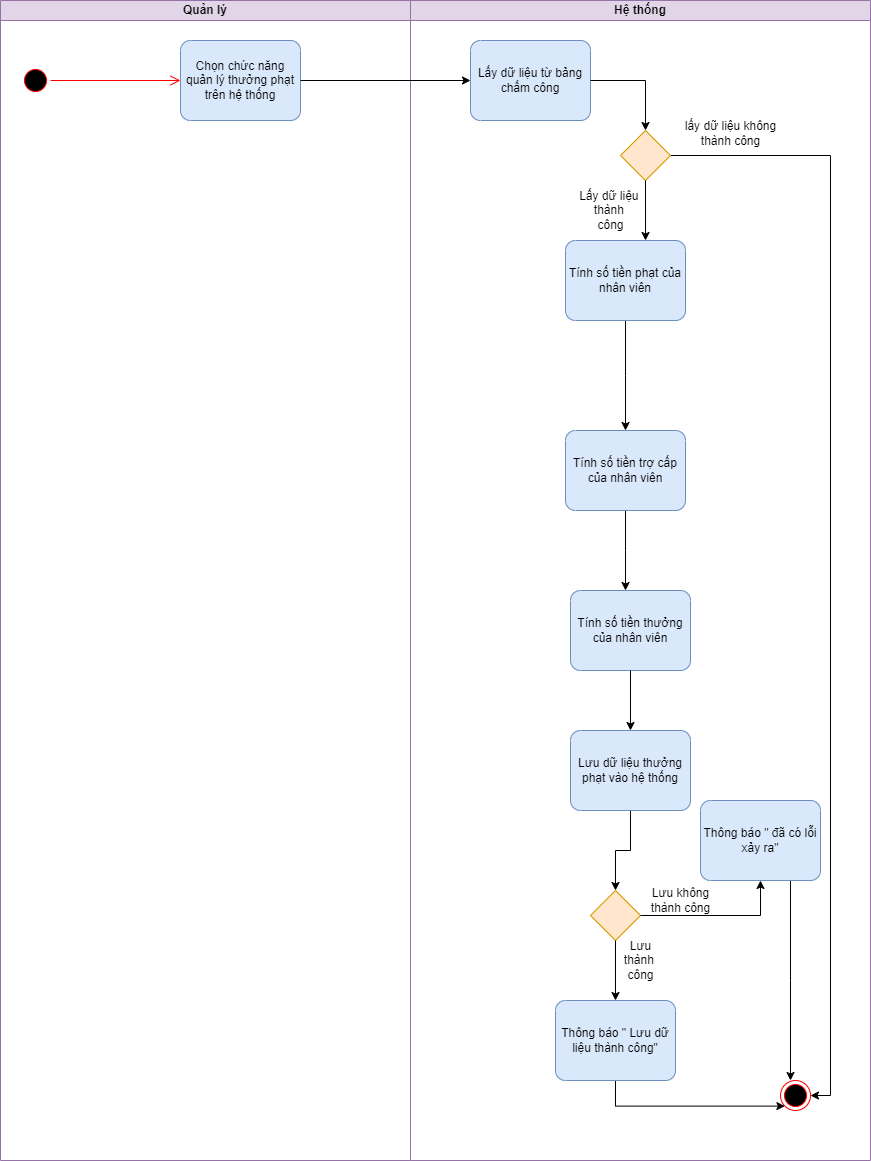 Quản lý
Hệ thống
Chọn chức năng
quản lý thưởng phạt
trên hệ thống
Lấy dữ liệu từ bảng
chấm công
lấy dữ liệu không
thành công
Lấy dữ liệu
thành
công
Tính số tiền phạt của
nhân viên
Tính số tiền trợ cấp
của nhân viên
Tính số tiền thưởng
của nhân viên
Lưu dữ liệu thưởng
phạt vào hệ thống
Thông báo " đã có lỗi
xảy ra"
Lưu không
thành công
Lưu
thành
công
Thông báo " Lưu dữ
liệu thành công"